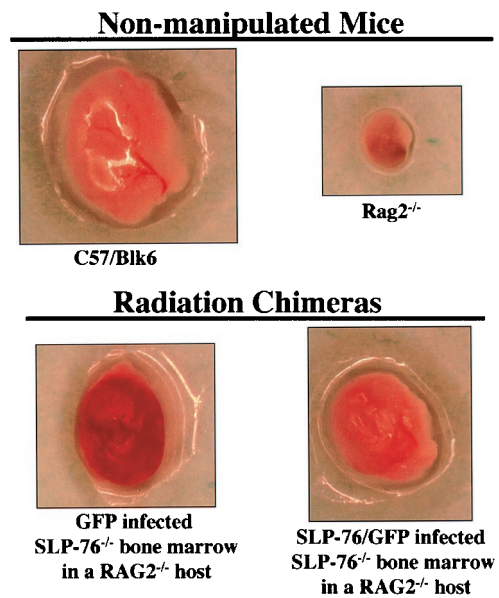 Non-manipulated Mice
C57/Blk6
Rag2-/-
Radiation Chimeras
GFP infected
SLP-76-/- bone marrow
in a RAG2-/- host
SLP-76/GFP infected
SLP-76-/- bone marrow
in a RAG2-/- host